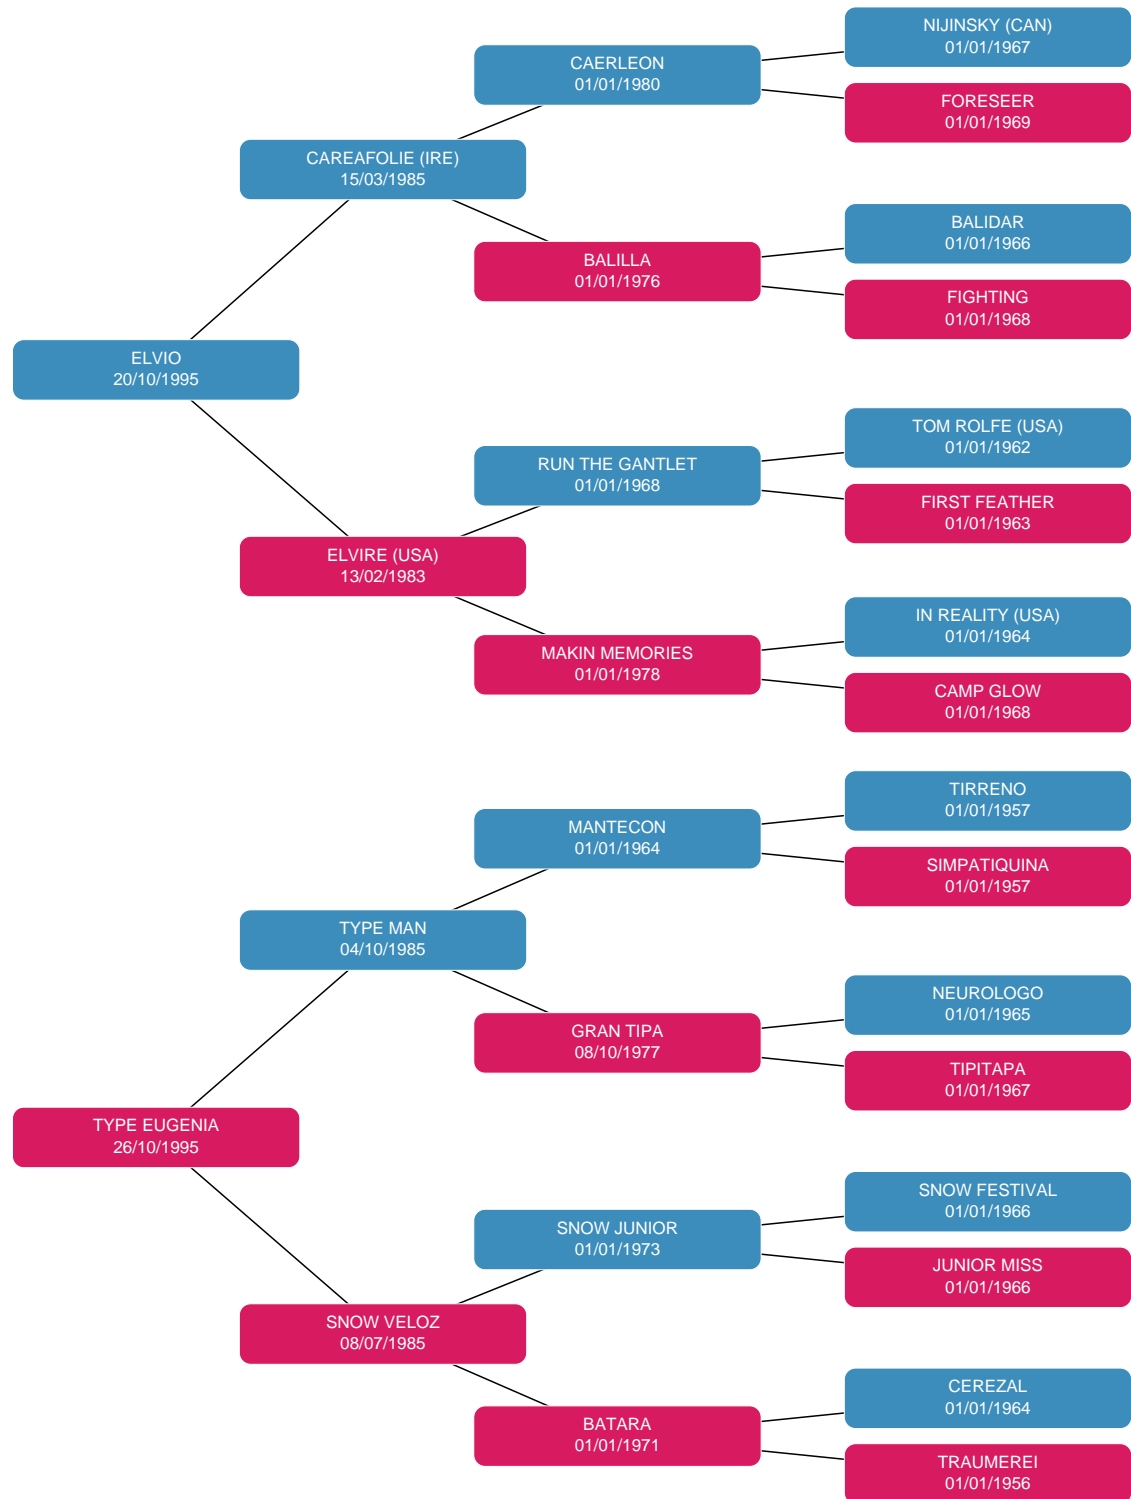 NIJINSKY (CAN)
01/01/1967
CAERLEON
01/01/1980
FORESEER
01/01/1969
CAREAFOLIE (IRE)
15/03/1985
BALIDAR
01/01/1966
BALILLA
01/01/1976
FIGHTING
01/01/1968
ELVIO
20/10/1995
TOM ROLFE (USA)
01/01/1962
RUN THE GANTLET
01/01/1968
FIRST FEATHER
01/01/1963
ELVIRE (USA)
13/02/1983
IN REALITY (USA)
01/01/1964
MAKIN MEMORIES
01/01/1978
CAMP GLOW
01/01/1968
TIRRENO
01/01/1957
MANTECON
01/01/1964
SIMPATIQUINA
01/01/1957
TYPE MAN
04/10/1985
NEUROLOGO
01/01/1965
GRAN TIPA
08/10/1977
TIPITAPA
01/01/1967
TYPE EUGENIA
26/10/1995
SNOW FESTIVAL
01/01/1966
SNOW JUNIOR
01/01/1973
JUNIOR MISS
01/01/1966
SNOW VELOZ
08/07/1985
CEREZAL
01/01/1964
BATARA
01/01/1971
TRAUMEREI
01/01/1956